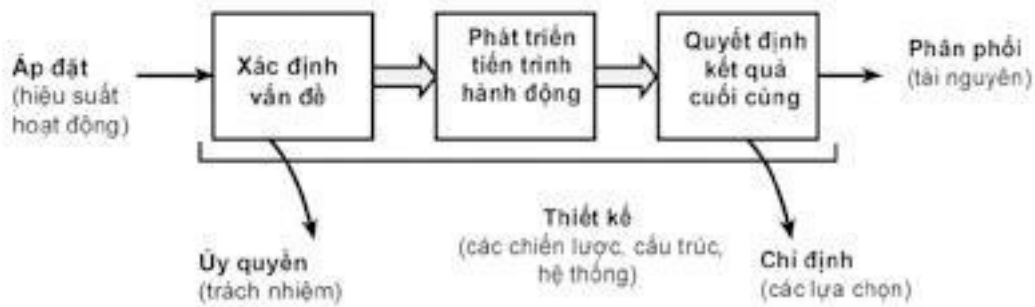 Áp đặt
(hiệu suất
hoạt động)
Xác định
vấn đề
Phát triển
tiến trình
hành động
Quyết định
kết quả
cuối cùng
Phân phối
(tài nguyên)
Ủy quyền
(trách nhiệm)
Thiết kế
(các chiến lược, cấu trúc,
hệ thống)
Chỉ định
(các lựa chọn)